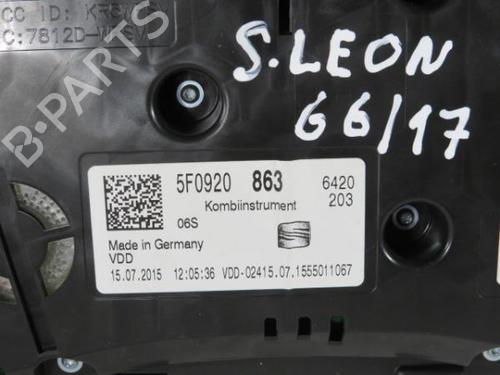 CC ID:
C:7812D-
B-PARTS
S.LEON
66/17
5F0920 863 6420
Kombiinstrument 203
06S
Made in Germany
VDD
15.07.2015 12:05:36 VDD-02415.07.1555011067